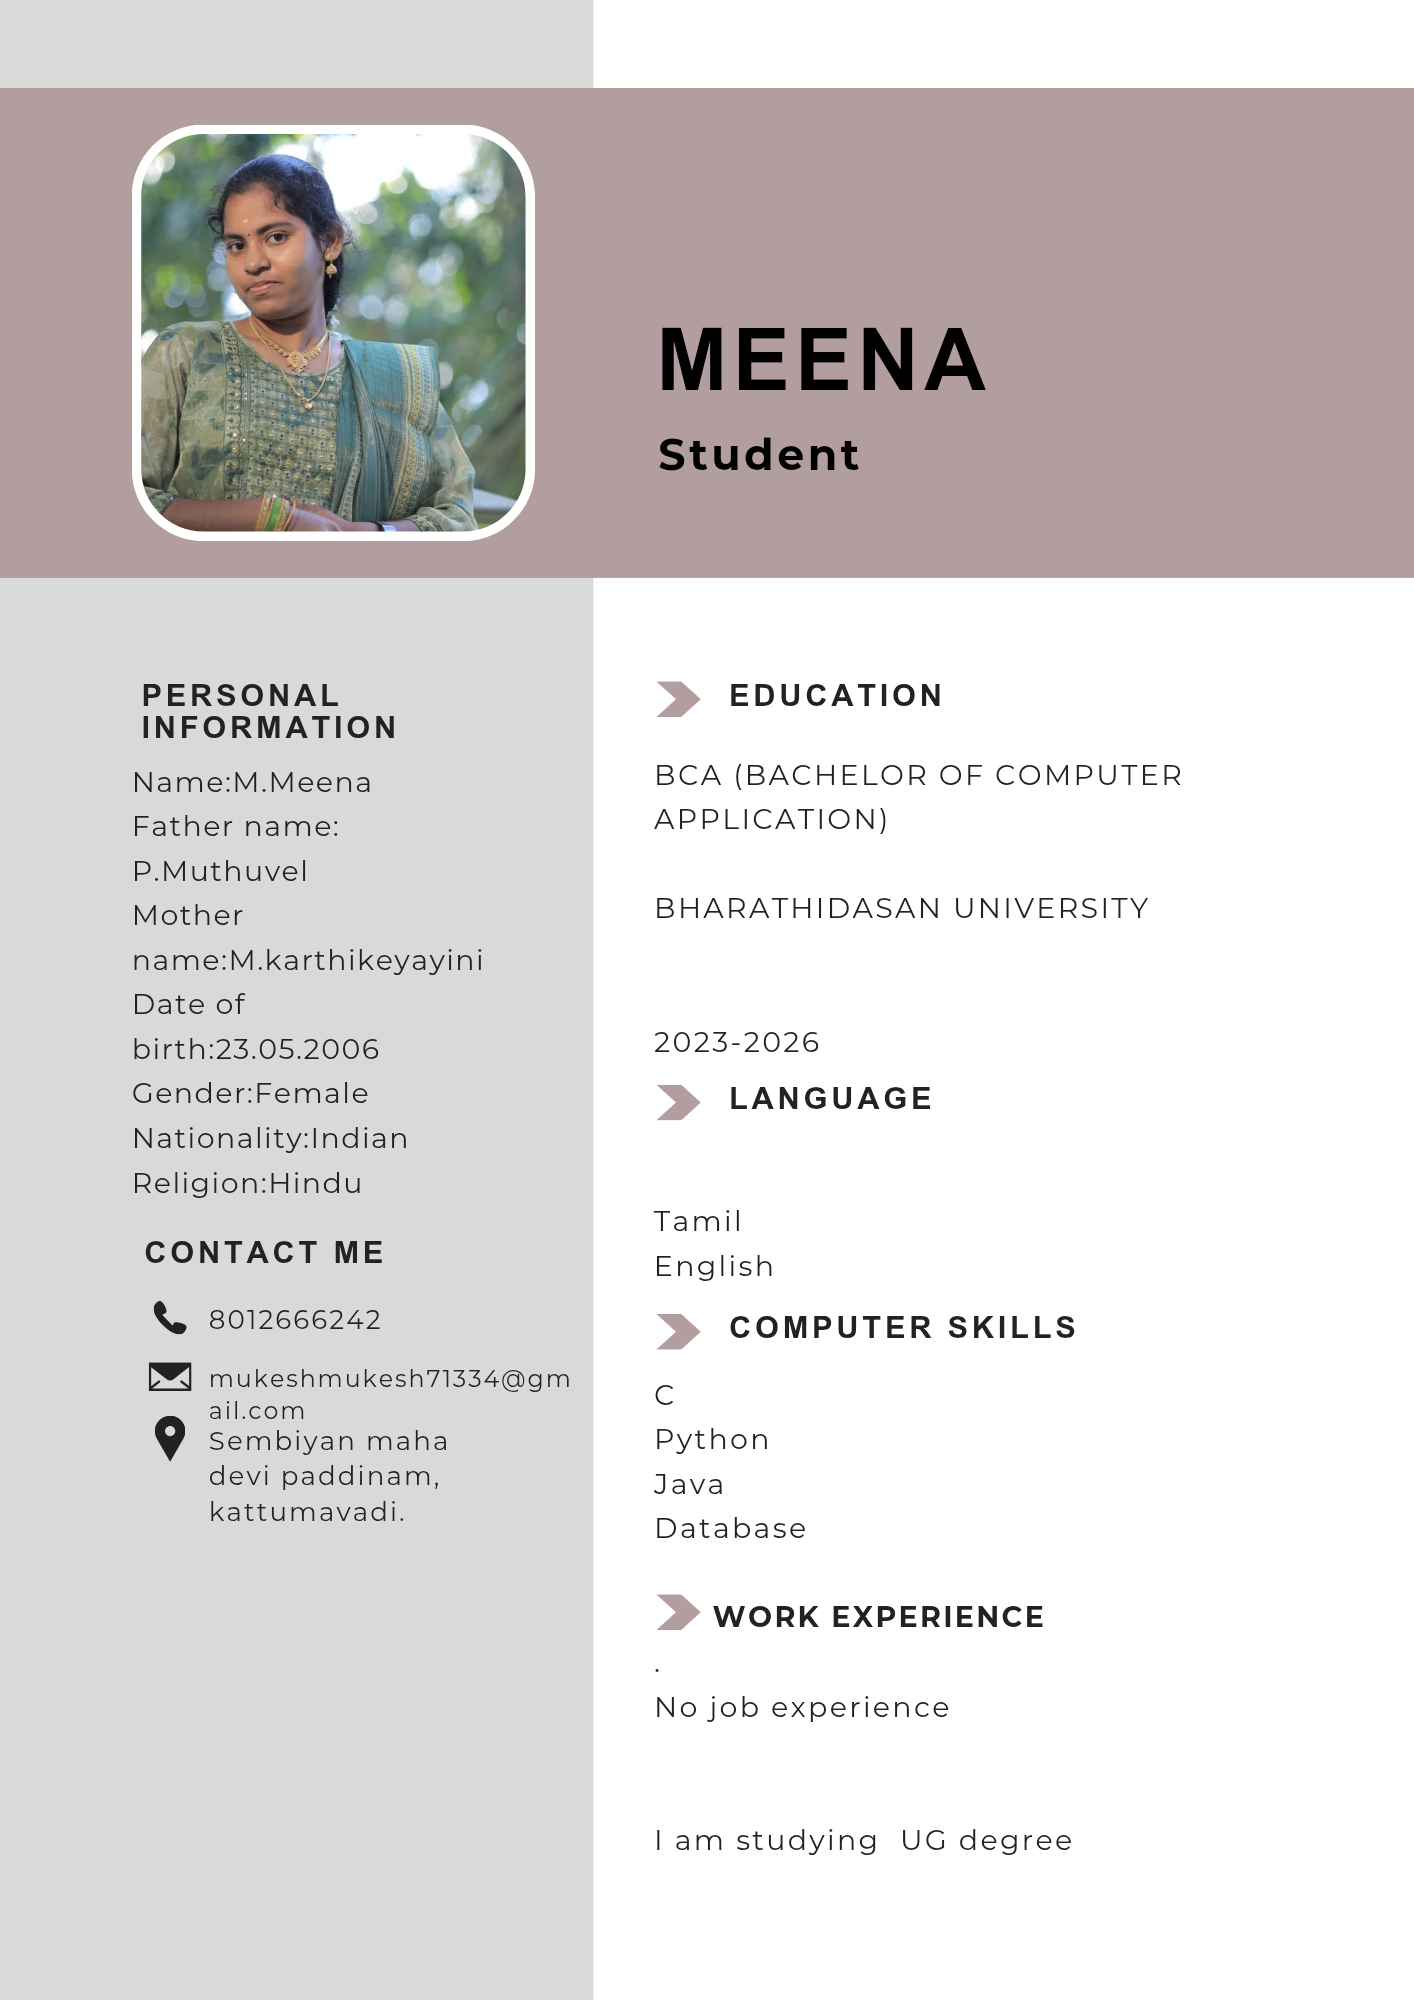 MEENA
Student
PERSONAL
INFORMATION
Name:M.Meena
Father name:
P.Muthuvel
Mother
name:M.karthikeyayini
Date of
birth:23.05.2006
Gender:Female
Nationality:Indian
Religion:Hindu
CONTACT ME
8012666242
mukeshmukesh71334@gm
ail.com
Sembiyan maha
devi paddinam,
kattumavadi.
EDUCATION
BCA (BACHELOR OF COMPUTER
APPLICATION)
BHARATHIDASAN UNIVERSITY
2023-2026
LANGUAGE
Tamil
English
COMPUTER SKILLS
C
Python
Java
Database
WORK EXPERIENCE
.
No job experience
I am studying  UG degree